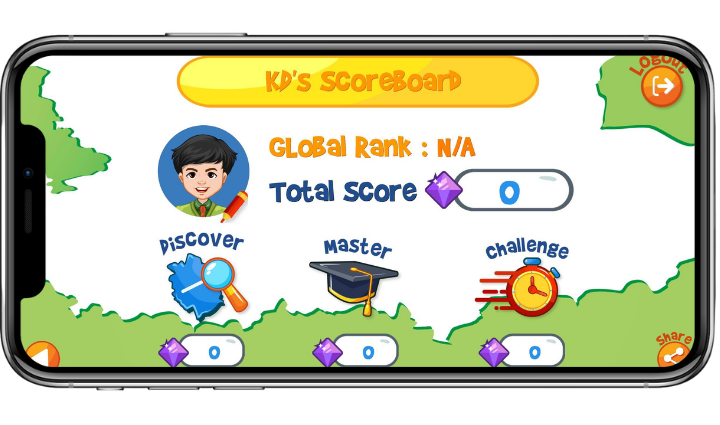 KD's Scoreboard
Logout
Global Rank : N/A
Total Score 0
Discover
Master
Challenge
0
0
0
Share